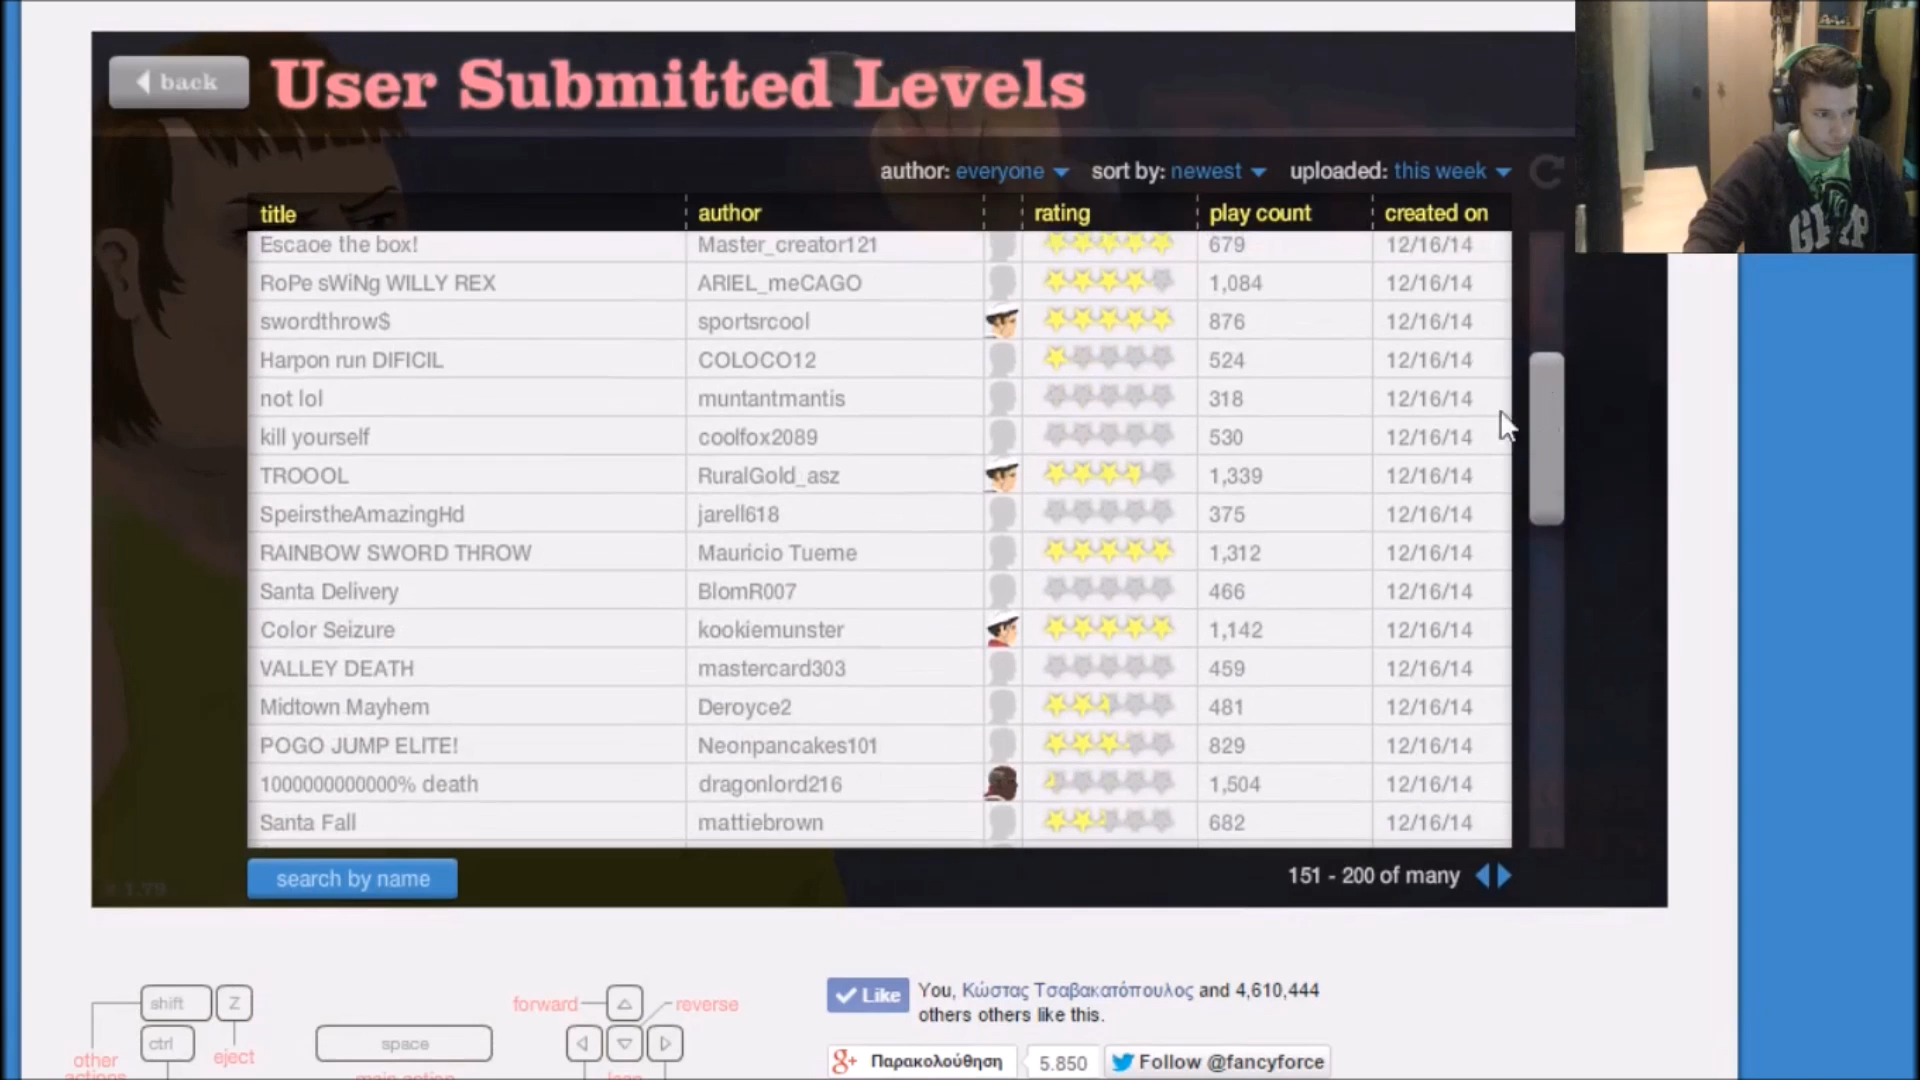 back
User Submitted Levels
author: everyone sort by: newest uploaded: this week
title author rating play count created on
Escaoe the box! Master_creator121 679 12/16/14
RoPe sWiNg WILLY REX ARIEL_meCAGO 1,084 12/16/14
swordthrow$ sportsrcool 876 12/16/14
Harpon run DIFICIL COLOCO12 524 12/16/14
not lol muntantmantis 318 12/16/14
kill yourself coolfox2089 530 12/16/14
TROOOL RuralGold_asz 1,339 12/16/14
SpeirstheAmazingHd jarell618 375 12/16/14
RAINBOW SWORD THROW Mauricio Tueme 1,312 12/16/14
Santa Delivery BlomR007 466 12/16/14
Color Seizure kookiemunster 1,142 12/16/14
VALLEY DEATH mastercard303 459 12/16/14
Midtown Mayhem Deroyce2 481 12/16/14
POGO JUMP ELITE! Neonpancakes101 829 12/16/14
1000000000000% death dragonlord216 1,504 12/16/14
Santa Fall mattiebrown 682 12/16/14
search by name 151 - 200 of many
shift Z forward reverse
ctrl space
other eject
Like You, Κώστας Τσαβακατόπουλος and 4,610,444
others others like this.
Παρακολούθηση 5.850 Follow @fancyforce